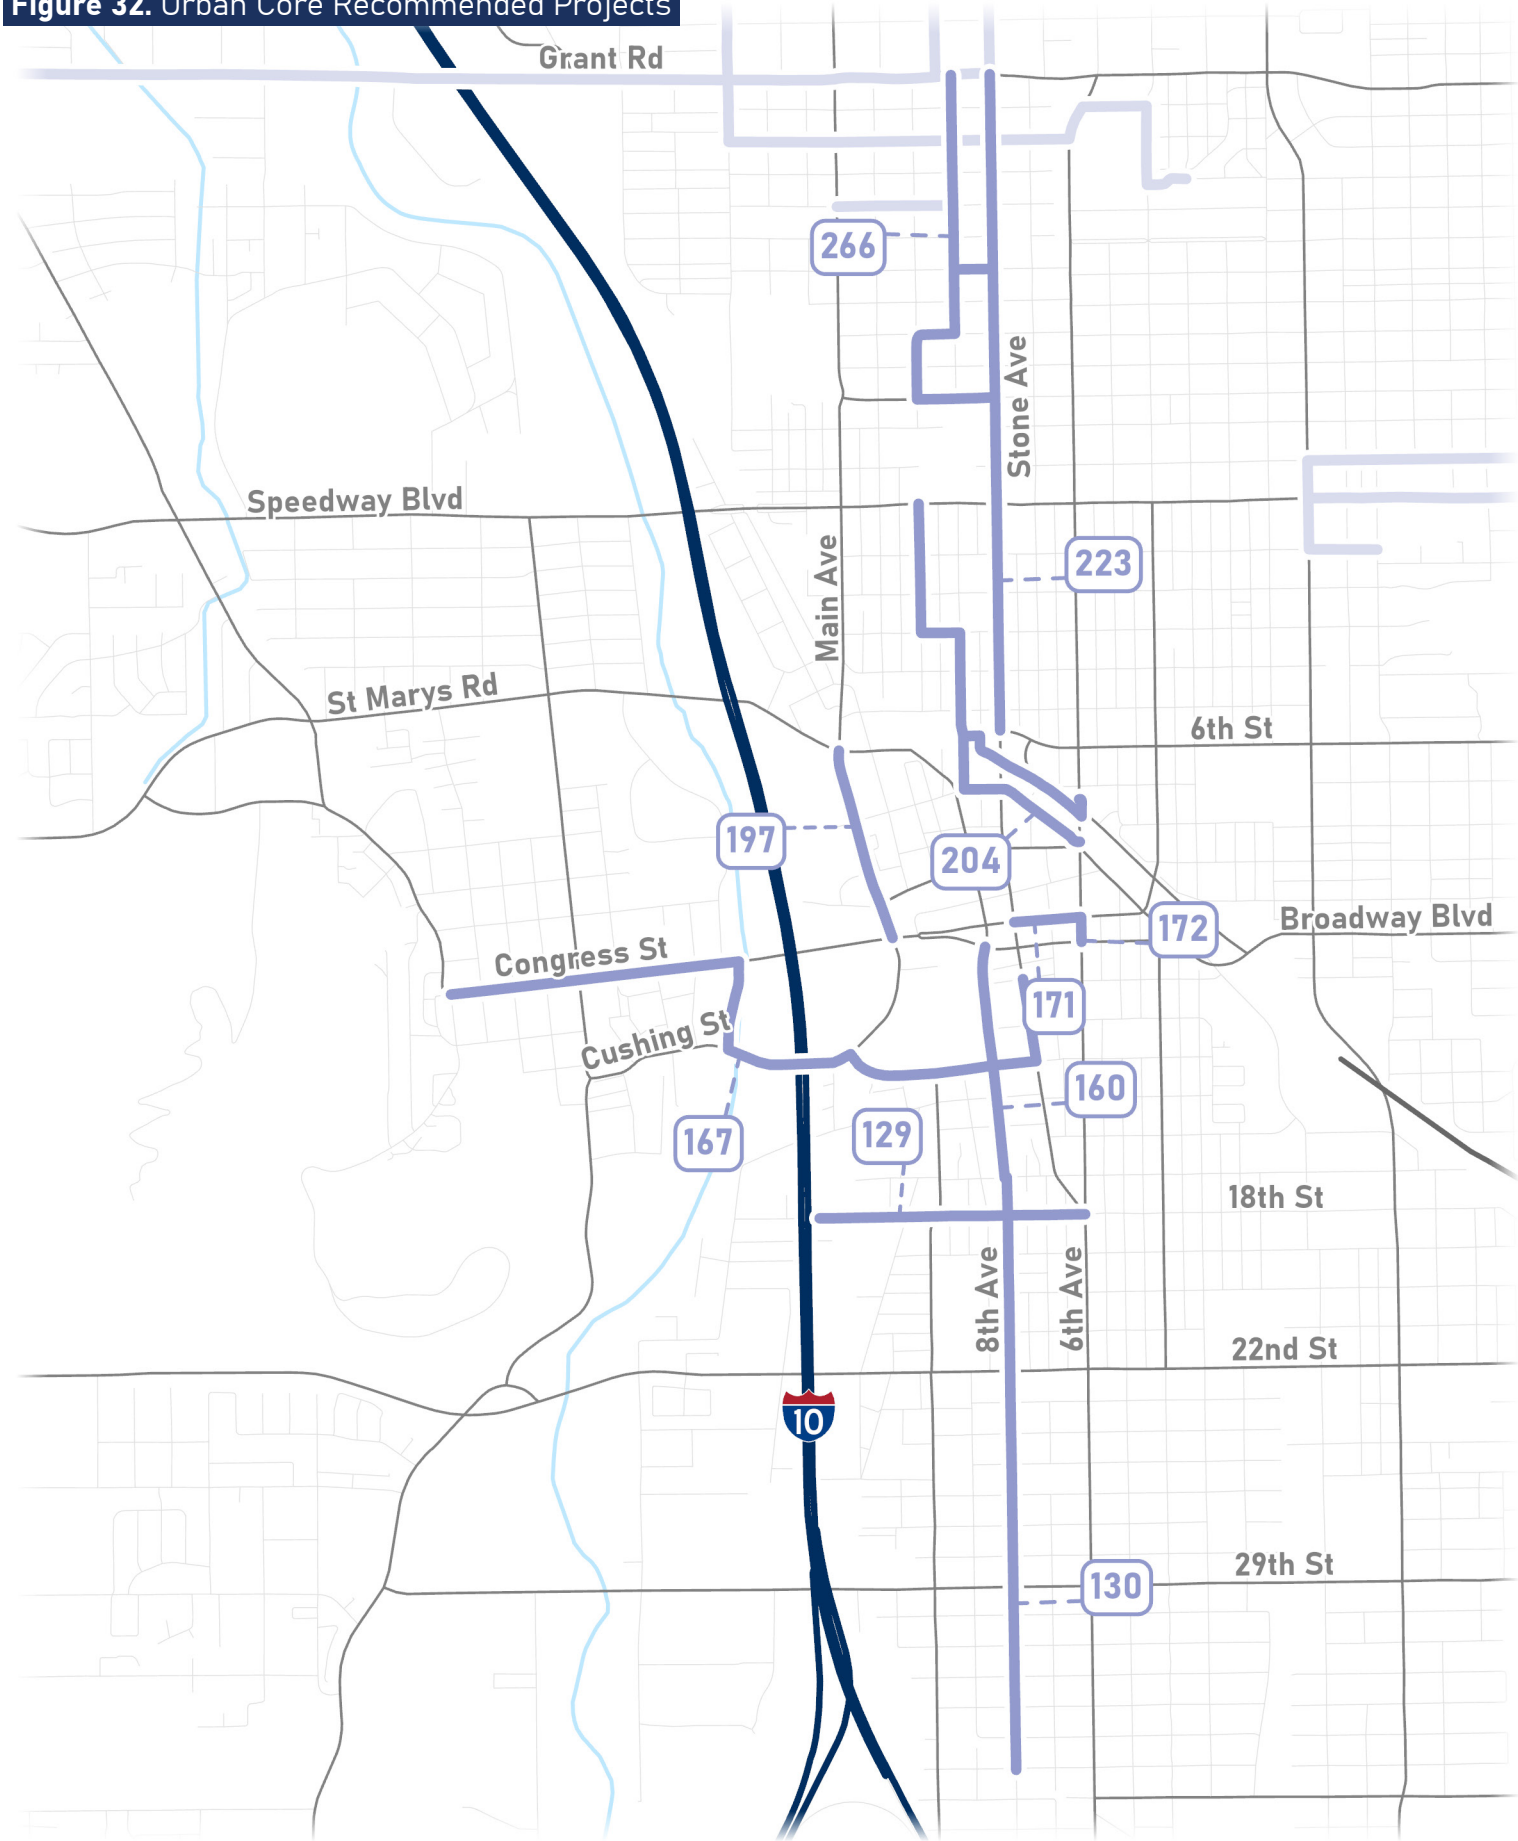 Figure 32. Urban Core Recommended Projects
Grant Rd
266
Stone Ave
Speedway Blvd
Main Ave
223
St Marys Rd
6th St
197
204
172
Broadway Blvd
Congress St
171
Cushing St
160
129
167
18th St
8th Ave
6th Ave
22nd St
10
29th St
130